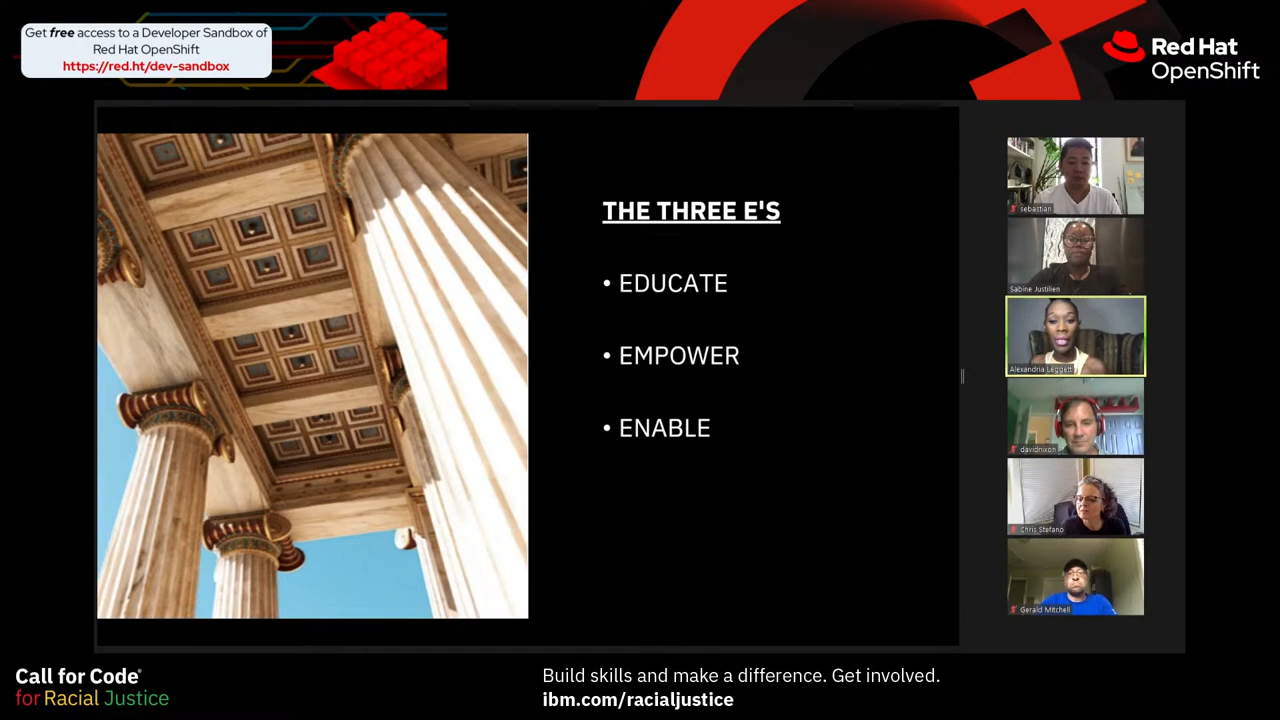 Get free access to a Developer Sandbox of
Red Hat OpenShift
https://red.ht/dev-sandbox
Red Hat
OpenShift
THE THREE E'S
• EDUCATE
• EMPOWER
• ENABLE
sebastian
Sabine Justilien
Alexandria Leggett
davidnixon
Chris Stefano
Gerald Mitchell
Call for Code®
for Racial Justice
Build skills and make a difference. Get involved.
ibm.com/racialjustice